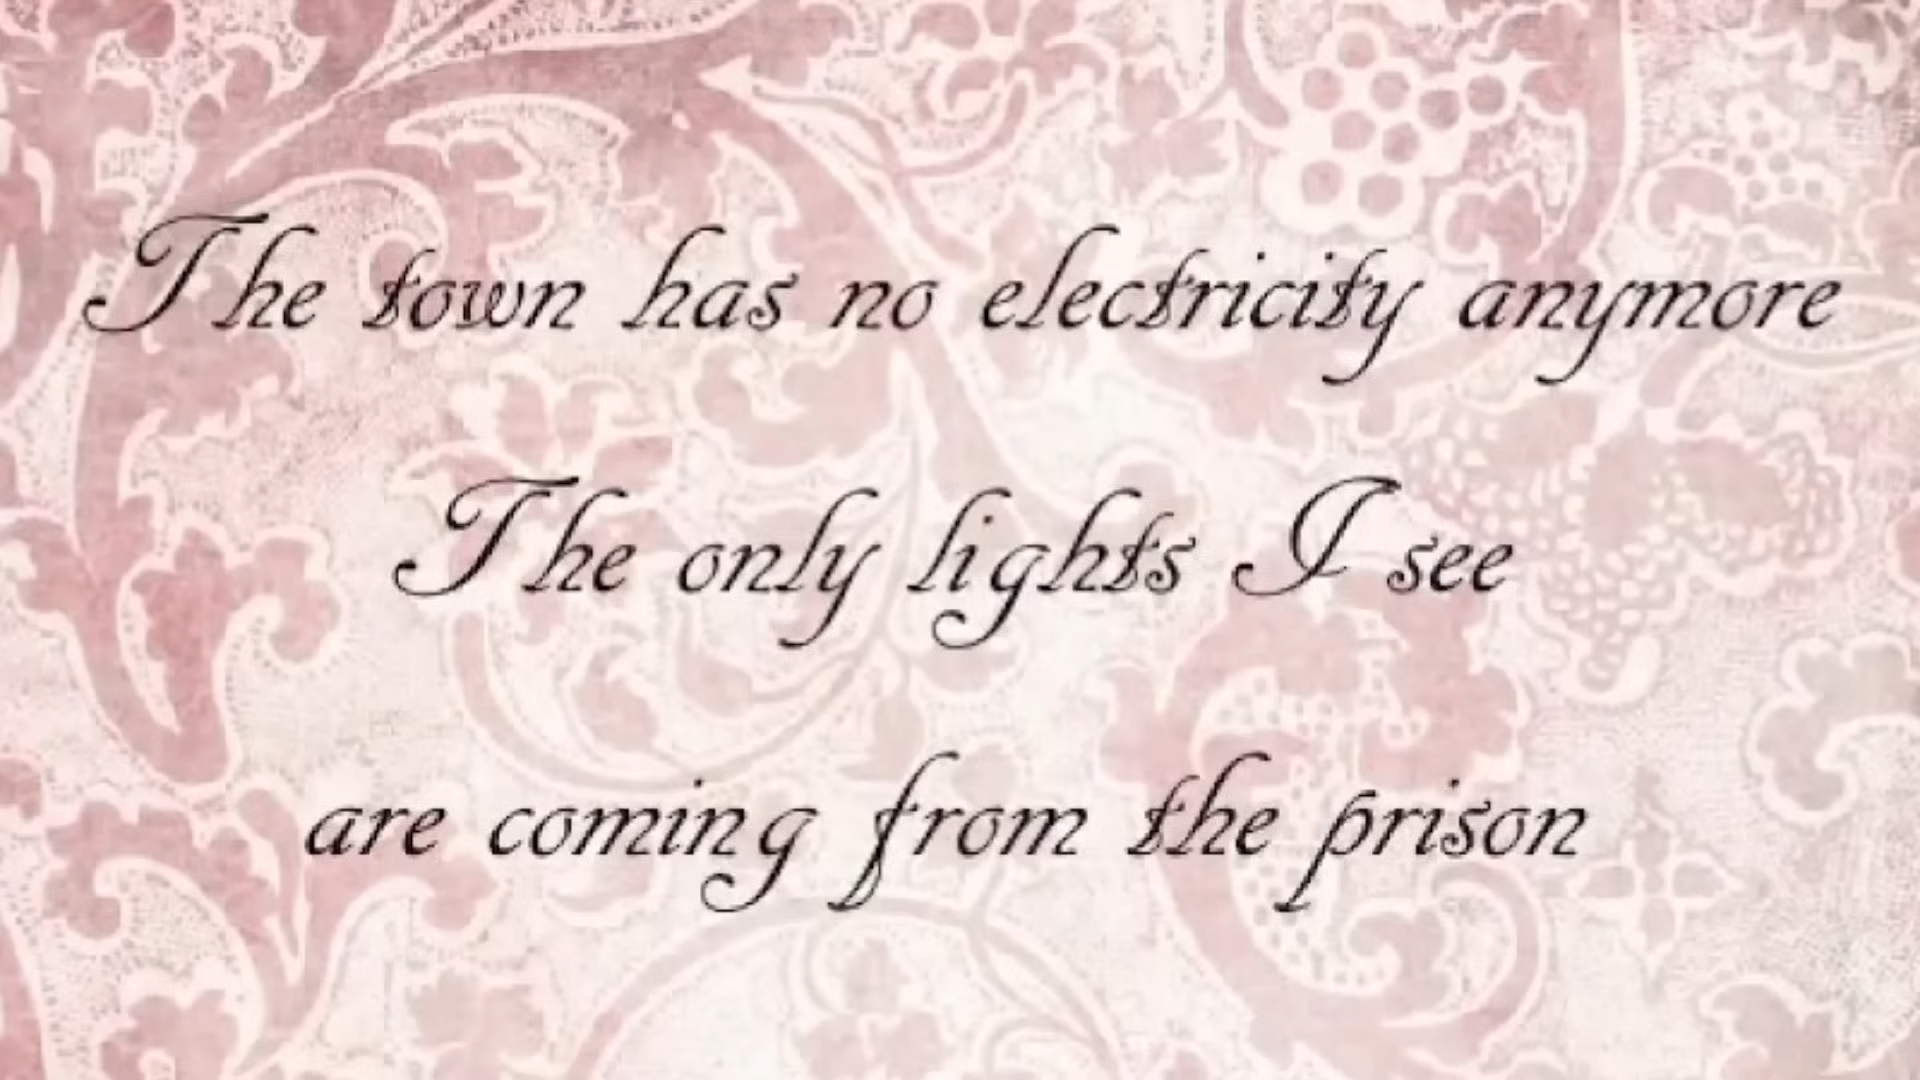 The town has no electricity anymore
The only lights I see
are coming from the prison